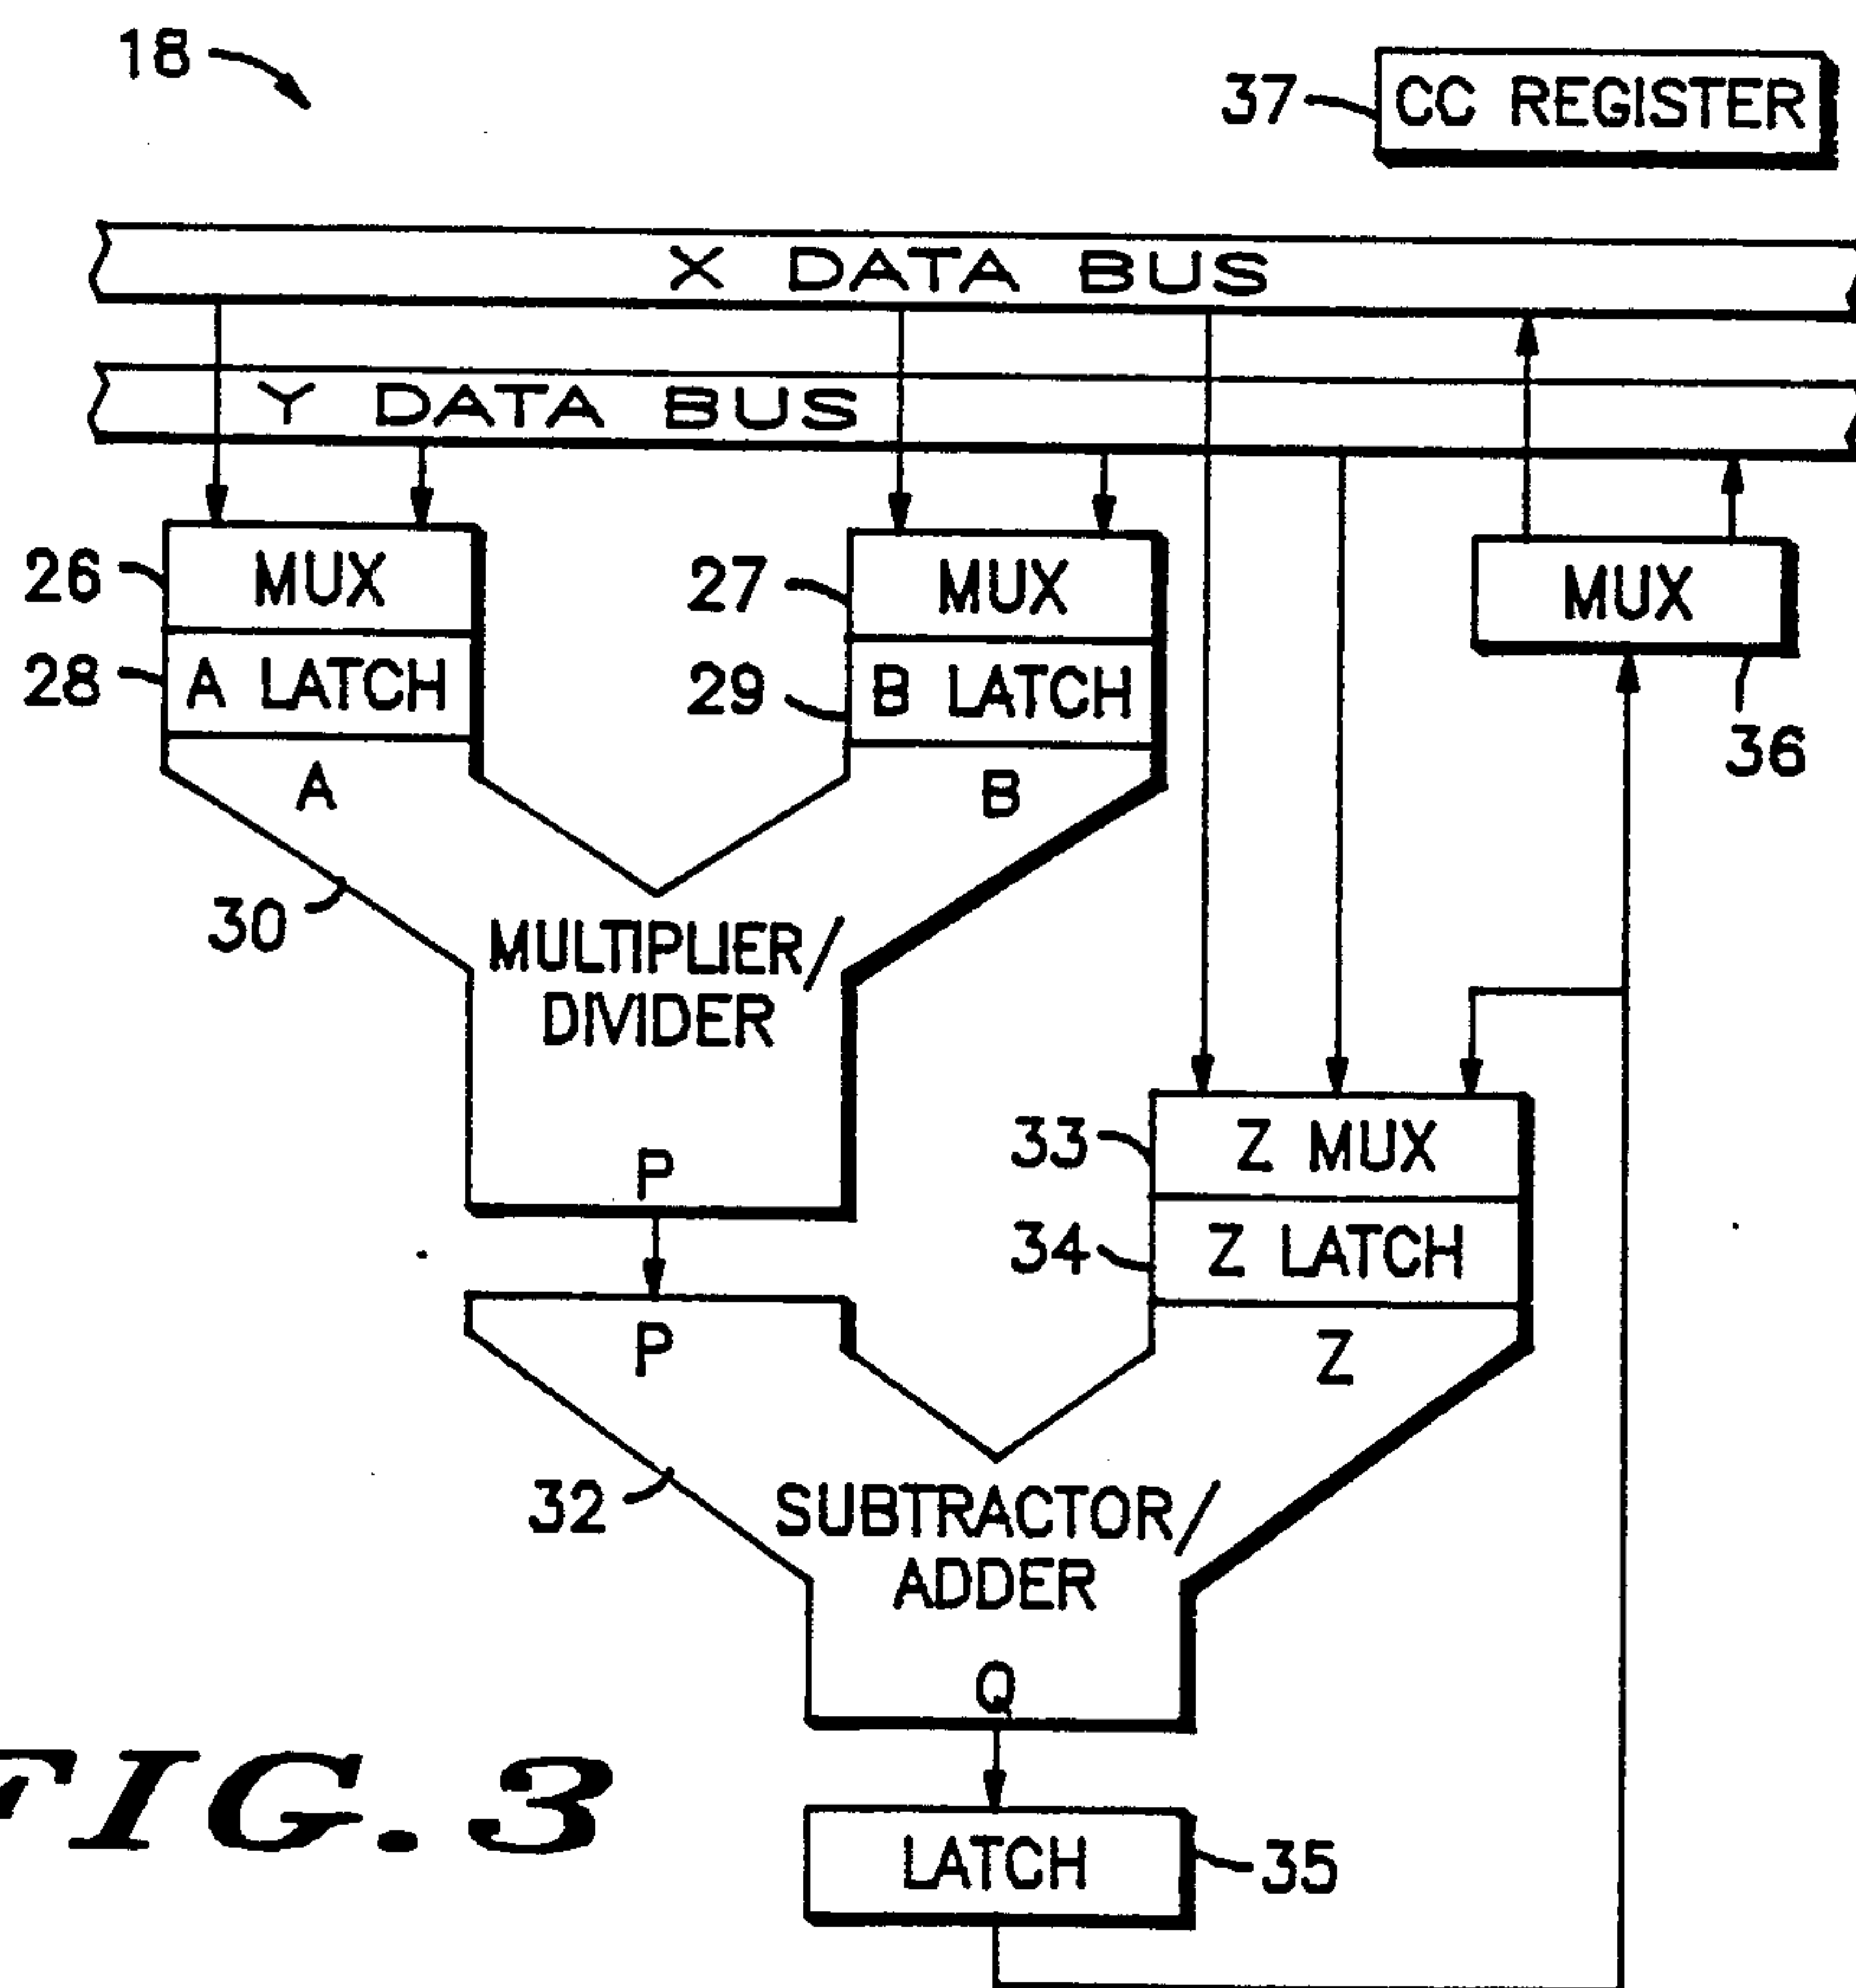 18
37 CC REGISTER
X DATA BUS
Y DATA BUS
26 MUX
27 MUX
MUX
28 A LATCH
29 B LATCH
36
A
B
30
MULTIPLIER/
DIVIDER
33 Z MUX
P
34 Z LATCH
P
Z
32
SUBTRACTOR/
ADDER
Q
FIG.3
LATCH 35